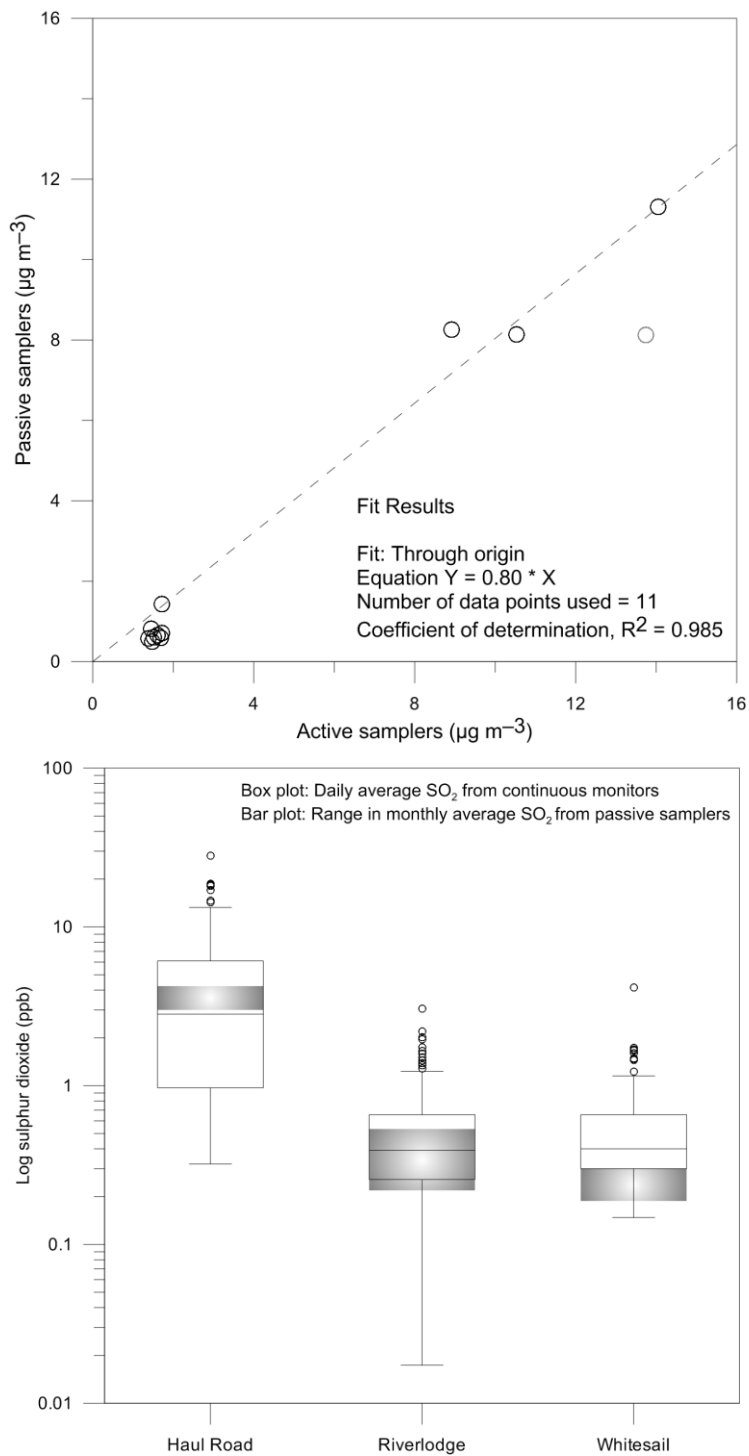 16
12
8
4
0
Passive samplers (µg m⁻³)
Fit Results
Fit: Through origin
Equation Y = 0.80 * X
Number of data points used = 11
Coefficient of determination, R² = 0.985
0 4 8 12 16
Active samplers (µg m⁻³)
100
10
1
0.1
0.01
Log sulphur dioxide (ppb)
Box plot: Daily average SO₂ from continuous monitors
Bar plot: Range in monthly average SO₂ from passive samplers
Haul Road Riverlodge Whitesail